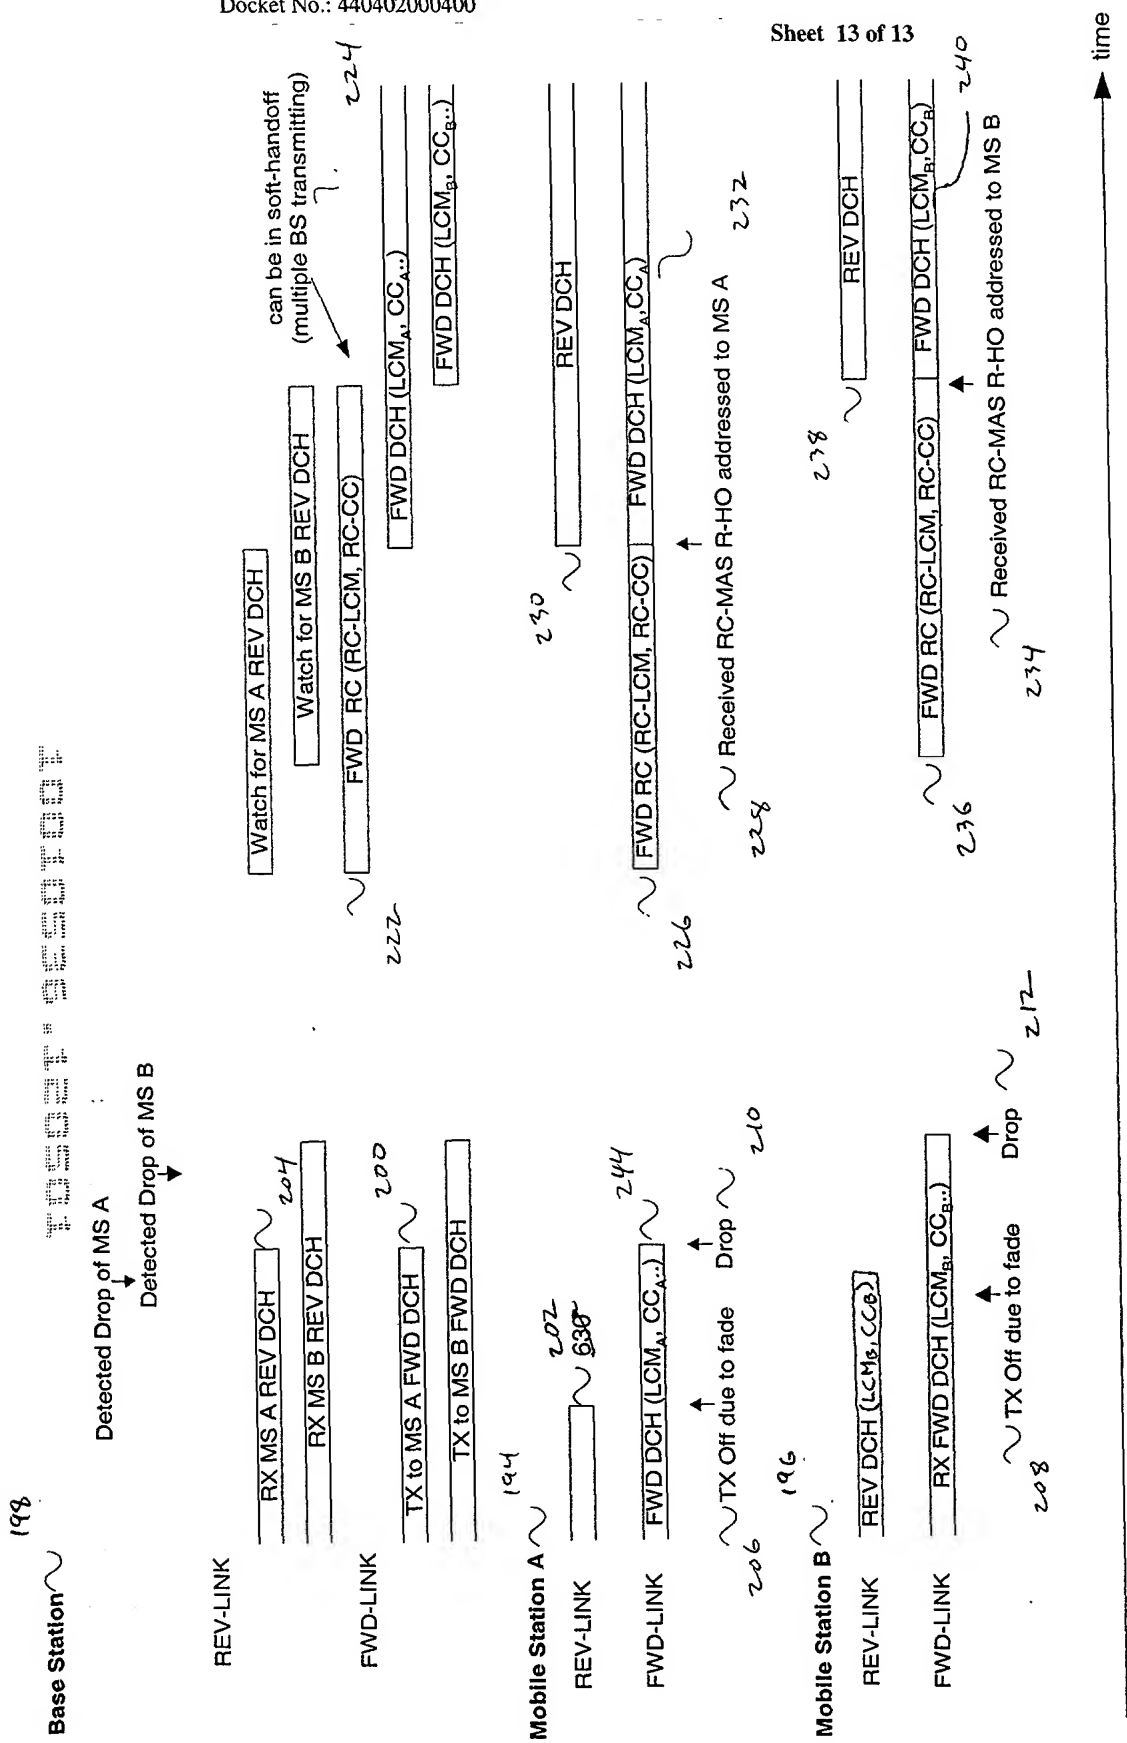 Docket No.: 440402000400
Sheet 13 of 13
10010536.120501
198
Base Station
Detected Drop of MS A
Detected Drop of MS B
REV-LINK
RX MS A REV DCH
204
RX MS B REV DCH
Watch for MS A REV DCH
Watch for MS B REV DCH
can be in soft-handoff
(multiple BS transmitting)
224
FWD-LINK
200
TX to MS A FWD DCH
TX to MS B FWD DCH
222
FWD RC (RC-LCM, RC-CC)
FWD DCH (LCMA, CCA..)
FWD DCH (LCMB, CCB..)
194
Mobile Station A
REV-LINK
202
630
230
REV DCH
FWD-LINK
FWD DCH (LCMA, CCA..)
244
226
FWD RC (RC-LCM, RC-CC)
FWD DCH (LCMA,CCA)
232
206
TX Off due to fade
Drop
210
228
Received RC-MAS R-HO addressed to MS A
196
Mobile Station B
REV-LINK
REV DCH (LCMB,CCB)
238
REV DCH
FWD-LINK
RX FWD DCH (LCMB, CCB..)
236
FWD RC (RC-LCM, RC-CC)
FWD DCH (LCMB,CCB)
240
208
TX Off due to fade
Drop
212
234
Received RC-MAS R-HO addressed to MS B
time